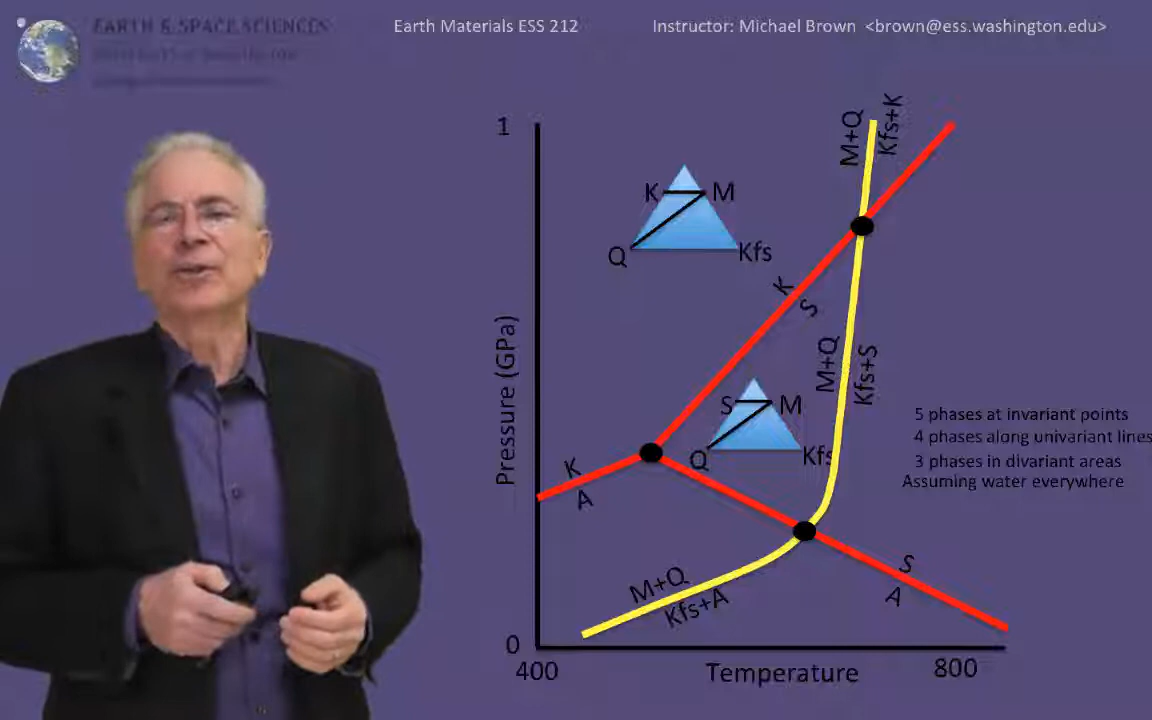 EARTH & SPACE SCIENCES
Earth Materials ESS 212
Instructor: Michael Brown <brown@ess.washington.edu>
1
Pressure (GPa)
0
400
Temperature
800
M+Q
Kfs+K
K
M
Q
Kfs
K
S
M+Q
Kfs+S
S
M
Q
Kfs
K
A
M+Q
Kfs+A
S
A
5 phases at invariant points
4 phases along univariant lines
3 phases in divariant areas
Assuming water everywhere